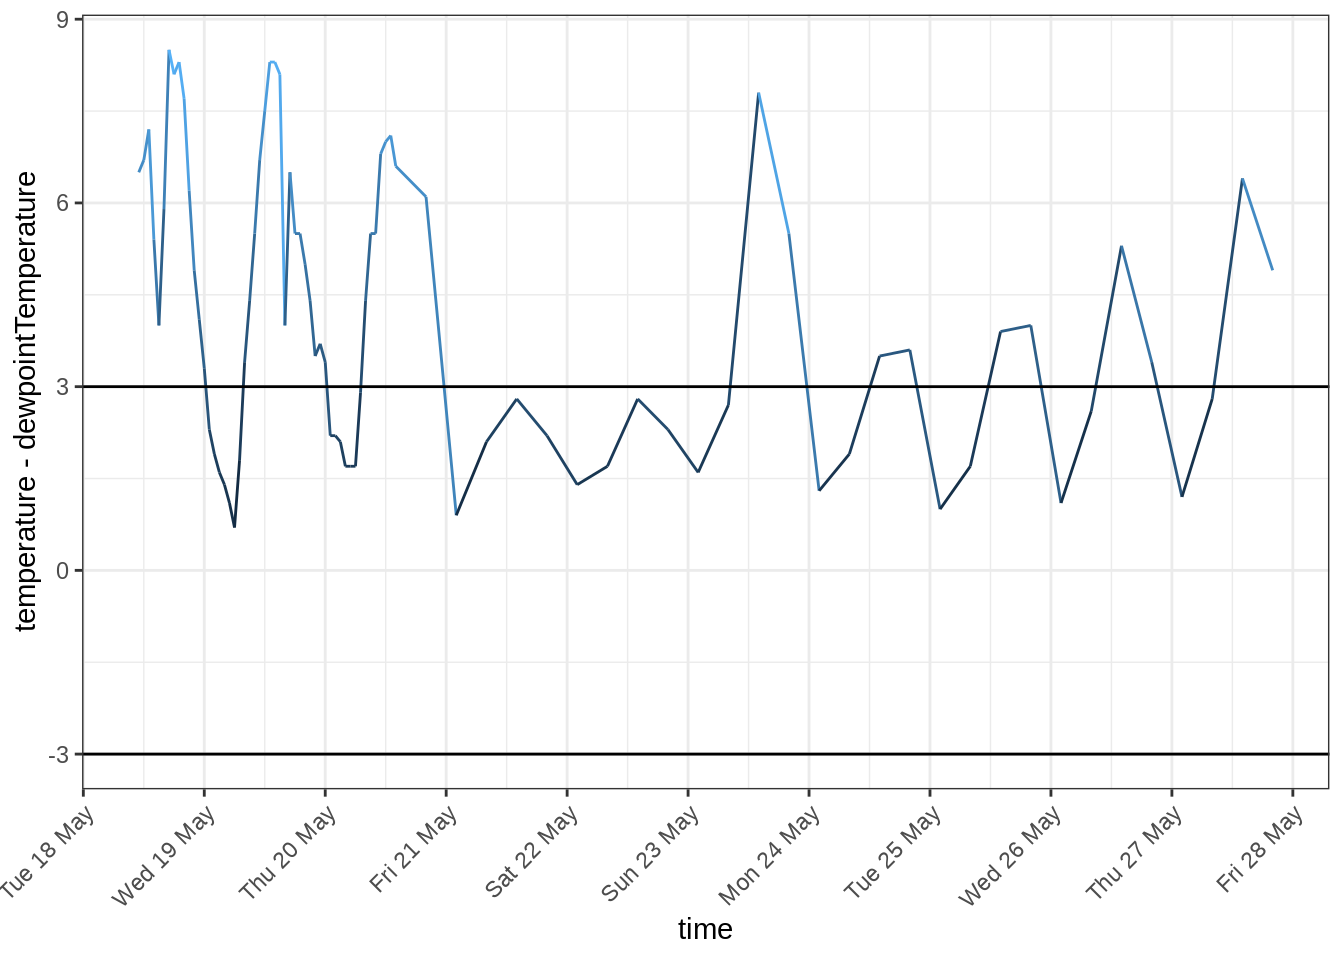 9
6
3
0
-3
temperature - dewpointTemperature
Tue 18 May
Wed 19 May
Thu 20 May
Fri 21 May
Sat 22 May
Sun 23 May
Mon 24 May
Tue 25 May
Wed 26 May
Thu 27 May
Fri 28 May
time